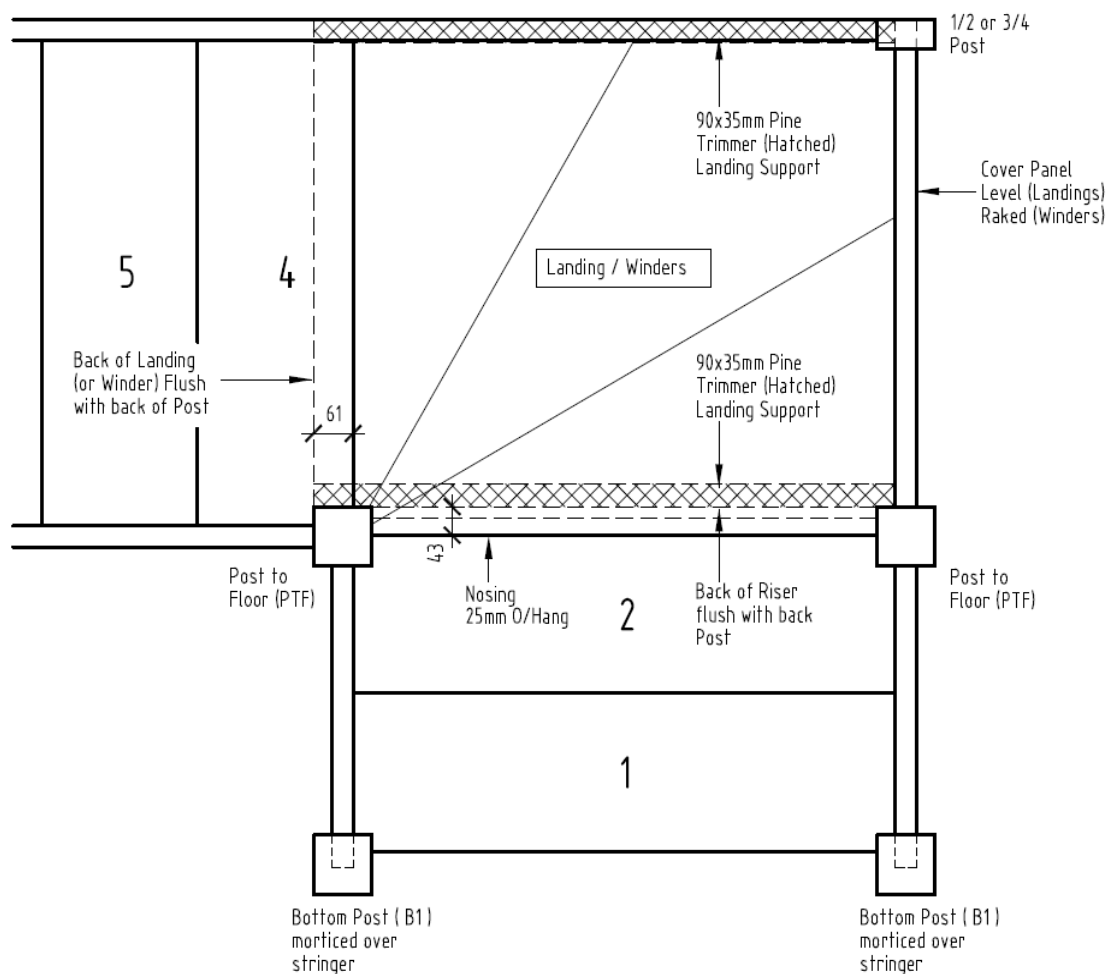 1/2 or 3/4
Post
90x35mm Pine
Trimmer (Hatched)
Landing Support
Cover Panel
Level (Landings)
Raked (Winders)
5
4
Landing / Winders
Back of Landing
(or Winder) Flush
with back of Post
90x35mm Pine
Trimmer (Hatched)
Landing Support
61
43
Post to
Floor (PTF)
Nosing
25mm O/Hang
2
Back of Riser
flush with back
Post
Post to
Floor (PTF)
1
Bottom Post ( B1 )
morticed over
stringer
Bottom Post ( B1 )
morticed over
stringer